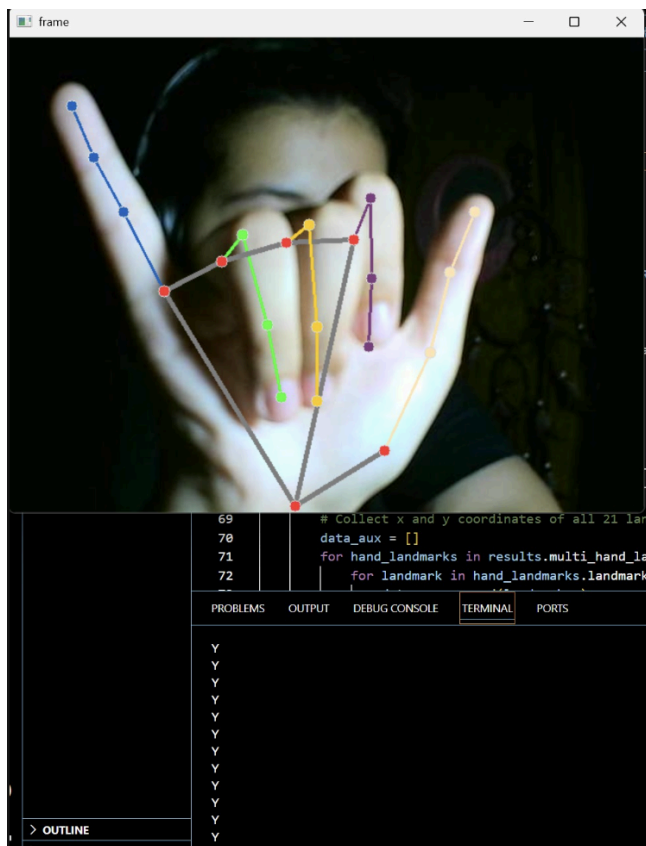 frame
69 # Collect x and y coordinates of all 21 lan
70 data_aux = []
71 for hand_landmarks in results.multi_hand_la
72 for landmark in hand_landmarks.landmark
PROBLEMS OUTPUT DEBUG CONSOLE TERMINAL PORTS
Y
Y
Y
Y
Y
Y
Y
Y
Y
Y
Y
Y
> OUTLINE